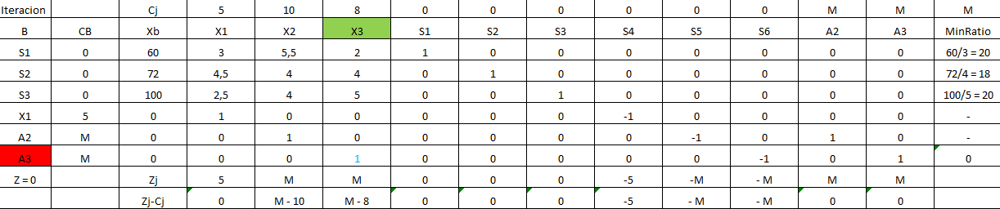 Iteracion Cj 5 10 8 0 0 0 0 0 0 M M M
B CB Xb X1 X2 X3 S1 S2 S3 S4 S5 S6 A2 A3 MinRatio
S1 0 60 3 5,5 2 1 0 0 0 0 0 0 0 60/3 = 20
S2 0 72 4,5 4 4 0 1 0 0 0 0 0 0 72/4 = 18
S3 0 100 2,5 4 5 0 0 1 0 0 0 0 0 100/5 = 20
X1 5 0 1 0 0 0 0 0 -1 0 0 0 0 -
A2 M 0 0 1 0 0 0 0 0 -1 0 1 0 -
A3 M 0 0 0 1 0 0 0 0 0 -1 0 1 0
Z = 0 Zj 5 M M 0 0 0 -5 -M - M M M
Zj-Cj 0 M - 10 M - 8 0 0 0 -5 - M - M 0 0